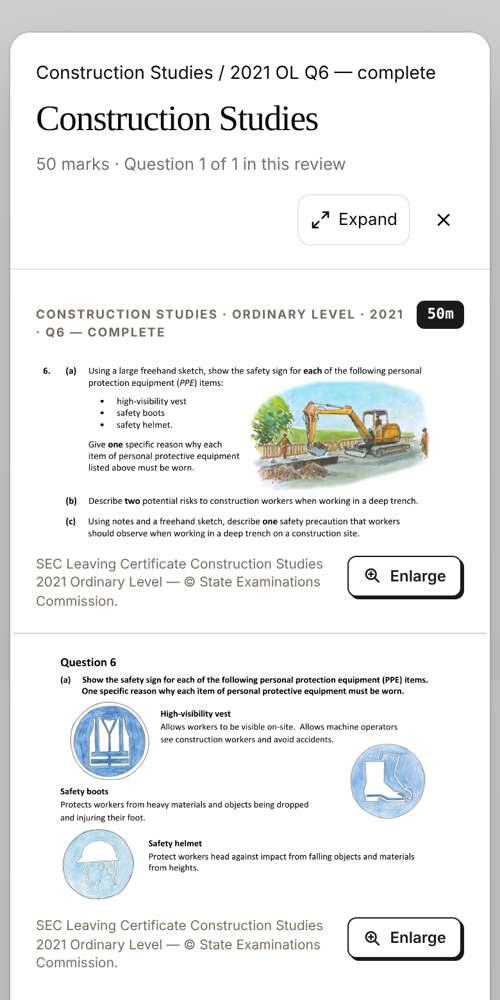 Construction Studies / 2021 OL Q6 — complete
Construction Studies
50 marks · Question 1 of 1 in this review
Expand
CONSTRUCTION STUDIES · ORDINARY LEVEL · 2021
· Q6 — COMPLETE
50m
6. (a) Using a large freehand sketch, show the safety sign for each of the following personal
protection equipment (PPE) items:
• high-visibility vest
• safety boots
• safety helmet.
Give one specific reason why each
item of personal protective equipment
listed above must be worn.
(b) Describe two potential risks to construction workers when working in a deep trench.
(c) Using notes and a freehand sketch, describe one safety precaution that workers
should observe when working in a deep trench on a construction site.
SEC Leaving Certificate Construction Studies
2021 Ordinary Level — © State Examinations
Commission.
Enlarge
Question 6
(a) Show the safety sign for each of the following personal protection equipment (PPE) items.
One specific reason why each item of personal protective equipment must be worn.
High-visibility vest
Allows workers to be visible on-site. Allows machine operators
see construction workers and avoid accidents.
Safety boots
Protects workers from heavy materials and objects being dropped
and injuring their foot.
Safety helmet
Protect workers head against impact from falling objects and materials
from heights.
SEC Leaving Certificate Construction Studies
2021 Ordinary Level — © State Examinations
Commission.
Enlarge